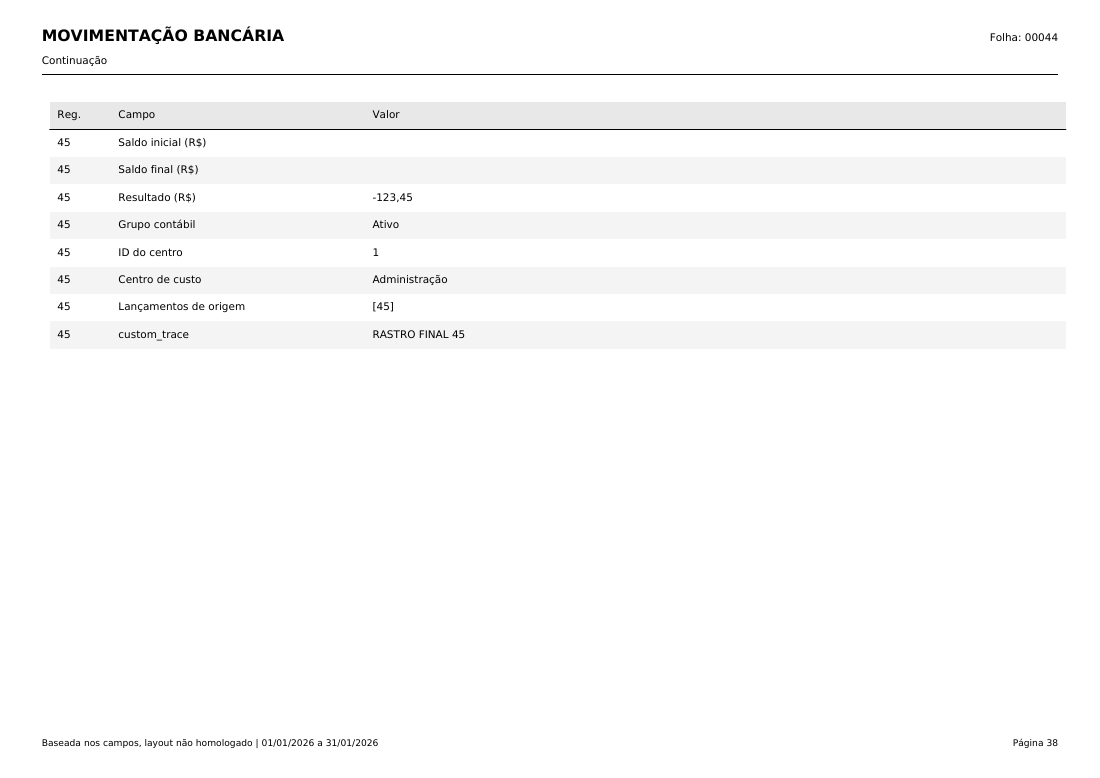 MOVIMENTAÇÃO BANCÁRIA
Folha: 00044
Continuação
Reg. Campo Valor
45 Saldo inicial (R$)
45 Saldo final (R$)
45 Resultado (R$) -123,45
45 Grupo contábil Ativo
45 ID do centro 1
45 Centro de custo Administração
45 Lançamentos de origem [45]
45 custom_trace RASTRO FINAL 45
Baseada nos campos, layout não homologado | 01/01/2026 a 31/01/2026
Página 38